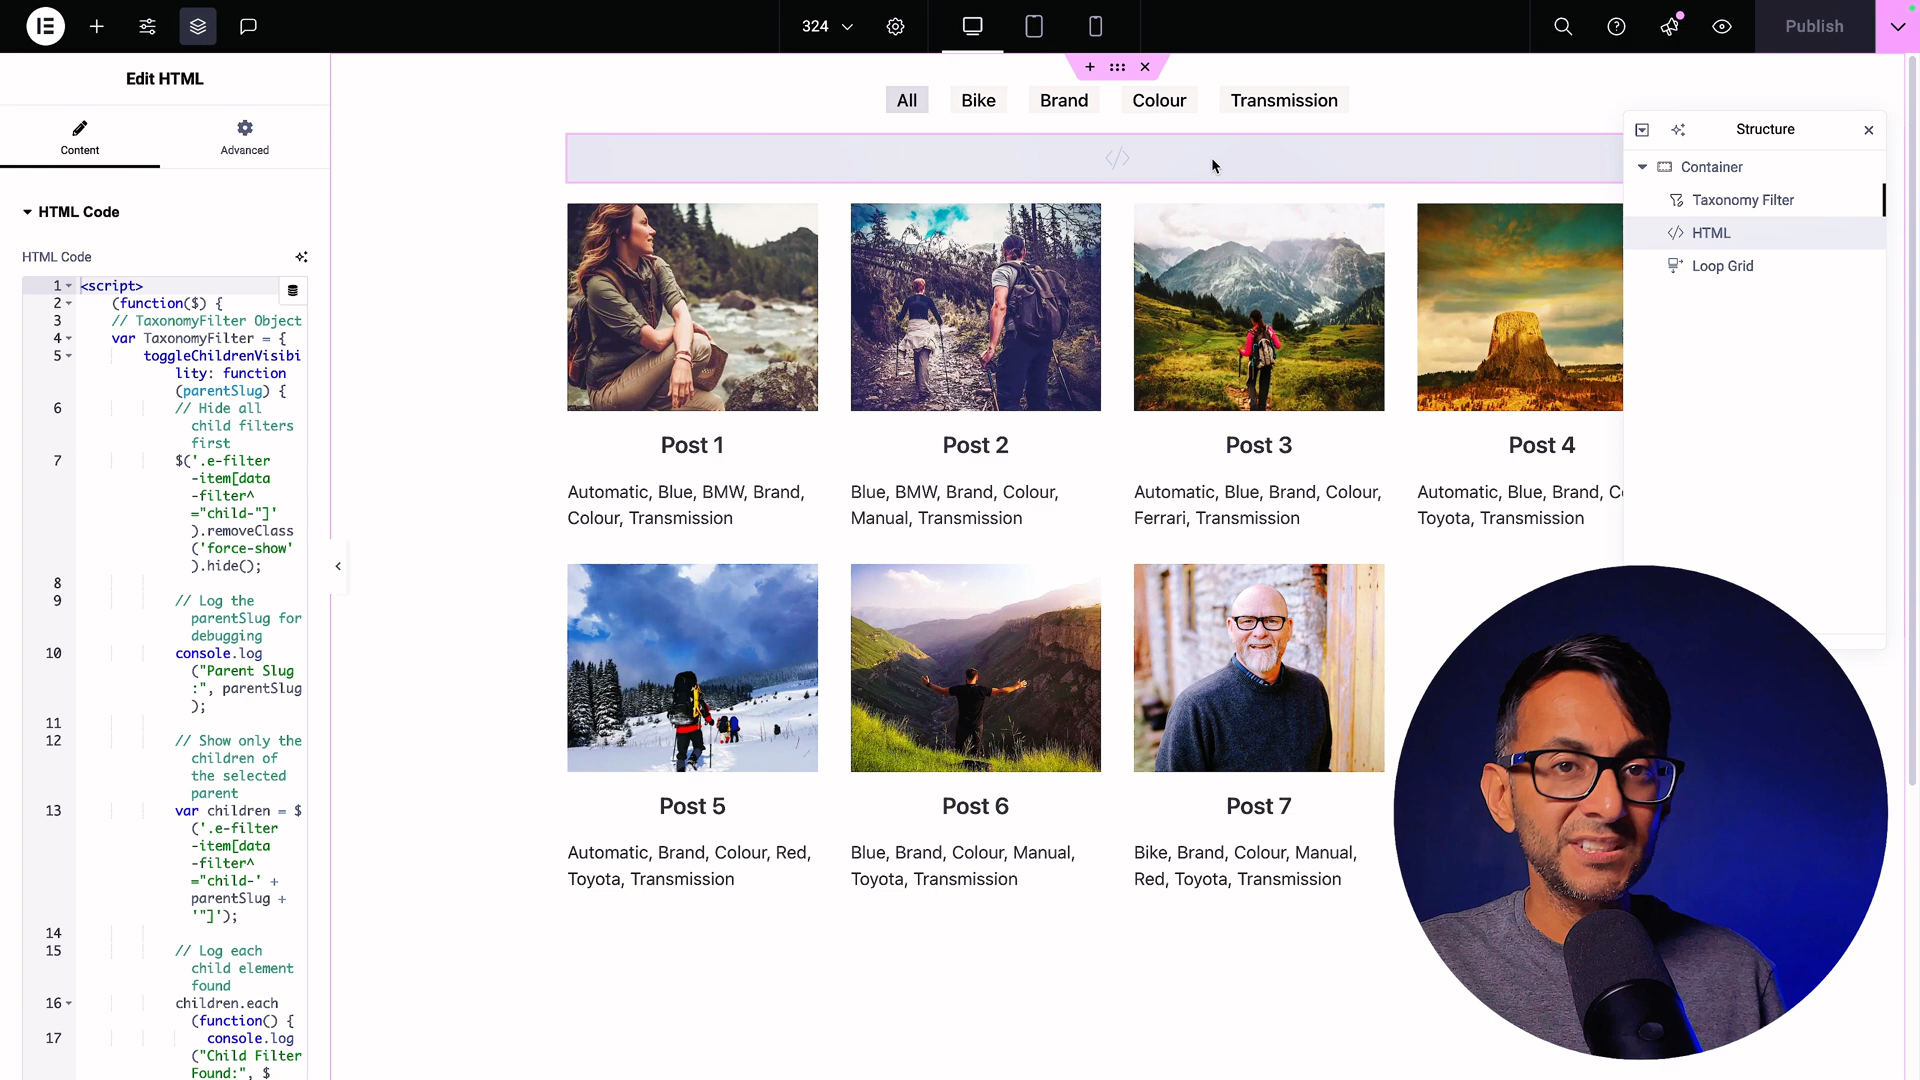 324
Publish
Edit HTML
Content
Advanced
HTML Code
HTML Code
1 <script>
2 (function($) {
3 // TaxonomyFilter Object
4 var TaxonomyFilter = {
5 toggleChildrenVisibi
lity: function
(parentSlug) {
6 // Hide all
child filters
first
7 $('.e-filter
-item[data
-filter^
="child-"]'
).removeClass
('force-show'
).hide();
8
9 // Log the
parentSlug for
debugging
10 console.log
("Parent Slug
:", parentSlug
);
11
12 // Show only the
children of
the selected
parent
13 var children = $
('.e-filter
-item[data
-filter^
="child-' +
parentSlug +
'"]');
14
15 // Log each
child element
found
16 children.each
(function() {
17 console.log
("Child Filter
Found:", $
All Bike Brand Colour Transmission
</>
Post 1
Automatic, Blue, BMW, Brand,
Colour, Transmission
Post 2
Blue, BMW, Brand, Colour,
Manual, Transmission
Post 3
Automatic, Blue, Brand, Colour,
Ferrari, Transmission
Post 4
Automatic, Blue, Brand, Co
Toyota, Transmission
Post 5
Automatic, Brand, Colour, Red,
Toyota, Transmission
Post 6
Blue, Brand, Colour, Manual,
Toyota, Transmission
Post 7
Bike, Brand, Colour, Manual,
Red, Toyota, Transmission
Structure
Container
Taxonomy Filter
</> HTML
Loop Grid